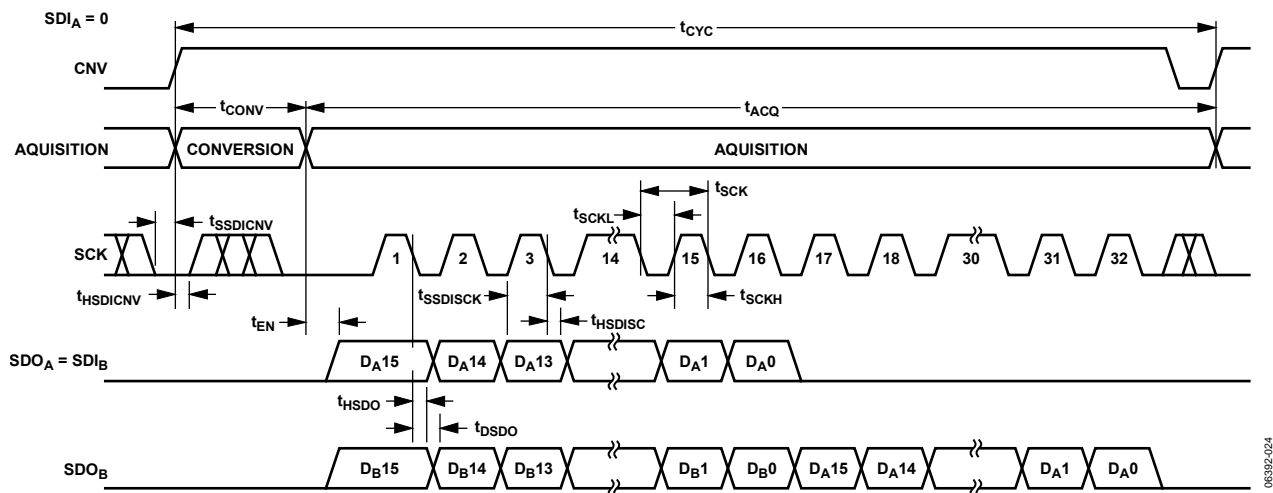 SDIA = 0
tCYC
CNV
tCONV tACQ
AQUISITION CONVERSION AQUISITION
tSCK
tSSDICNV tSCKL
SCK 1 2 3 14 15 16 17 18 30 31 32
tHSDICNV tSSDISCK tSCKH
tEN tHSDISC
SDOA = SDIB DA15 DA14 DA13 DA1 DA0
tHSDO
tDSDO
SDOB DB15 DB14 DB13 DB1 DB0 DA15 DA14 DA1 DA0
06392-024